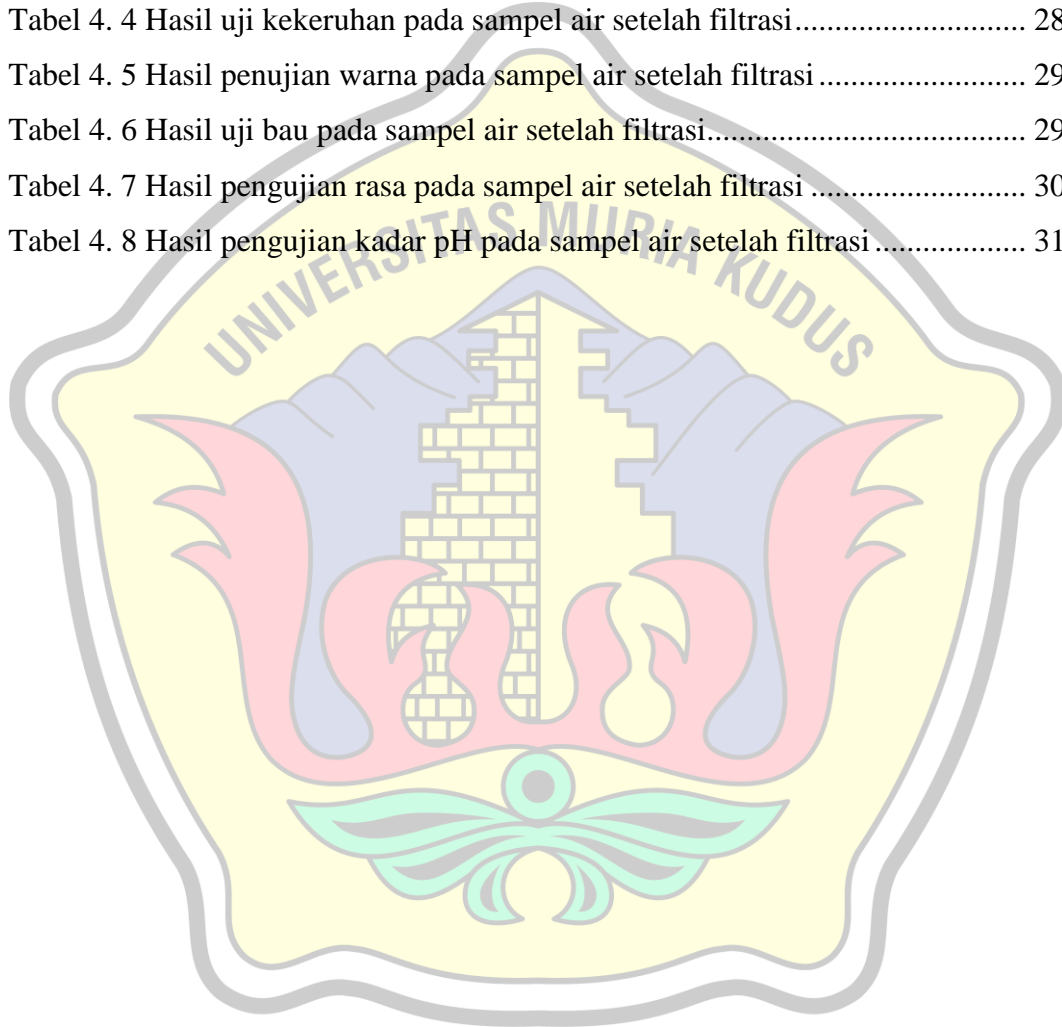 Tabel 4. 4 Hasil uji kekeruhan pada sampel air setelah filtrasi........................... 28
Tabel 4. 5 Hasil penujian warna pada sampel air setelah filtrasi........................ 29
Tabel 4. 6 Hasil uji bau pada sampel air setelah filtrasi..................................... 29
Tabel 4. 7 Hasil pengujian rasa pada sampel air setelah filtrasi......................... 30
Tabel 4. 8 Hasil pengujian kadar pH pada sampel air setelah filtrasi................. 31
UNIVERSITAS MURIA KUDUS